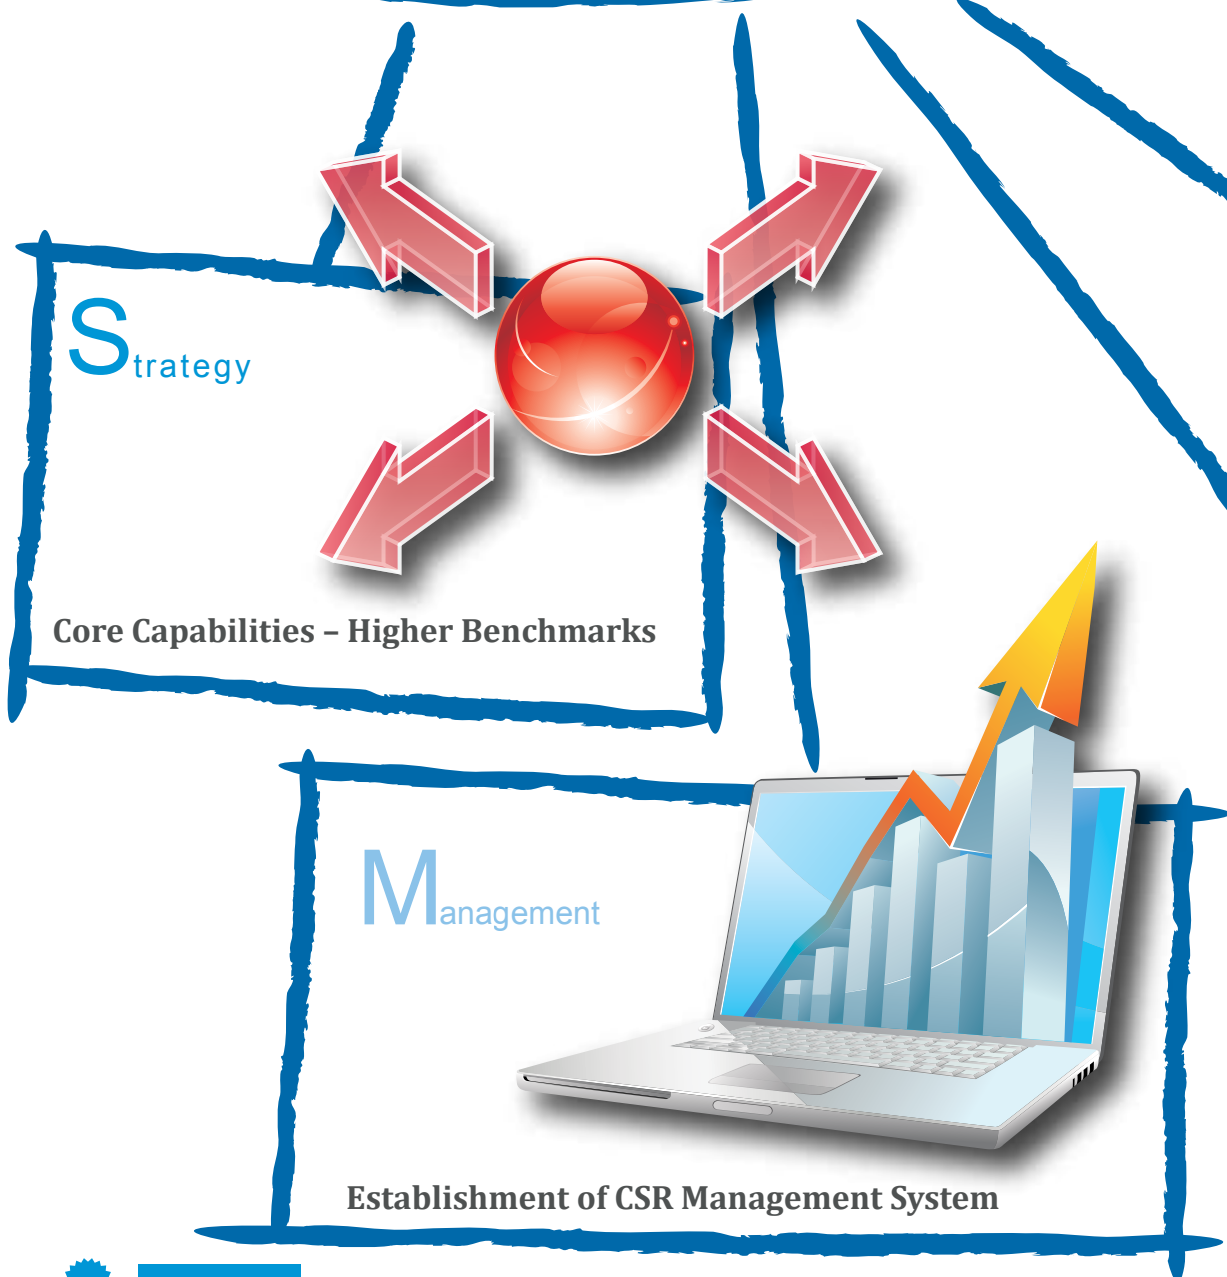 Strategy
Core Capabilities – Higher Benchmarks
Management
Establishment of CSR Management System